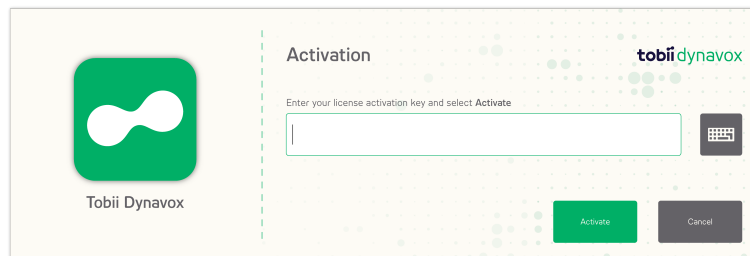 Activation
tobii dynavox
Enter your license activation key and select Activate
Tobii Dynavox
Activate
Cancel